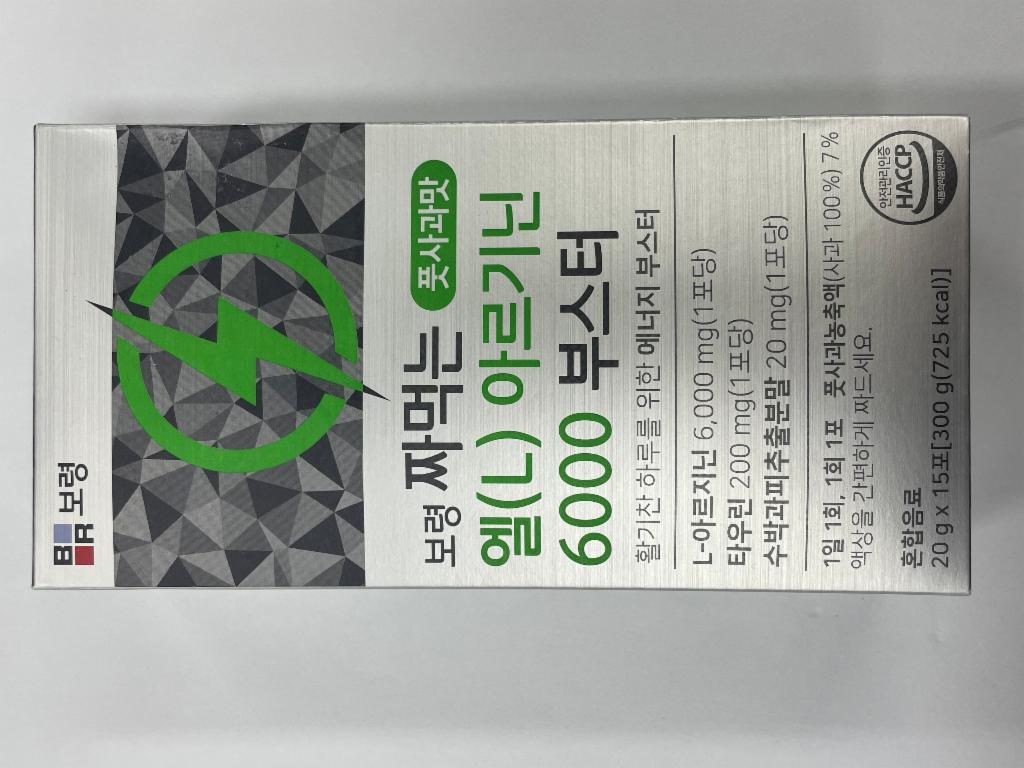 BR 보령
보령 짜먹는 풋사과맛
엘(L) 아르기닌
6000 부스터
활기찬 하루를 위한 에너지 부스터
L-아르지닌 6,000 mg(1포당)
타우린 200 mg(1포당)
수박과피추출분말 20 mg(1포당)
1일 1회, 1회 1포 풋사과농축액(사과 100%) 7%
액상을 간편하게 짜드세요.
안전관리인증
HACCP
식품의약품안전처
혼합음료
20 g x 15포[300 g(725 kcal)]